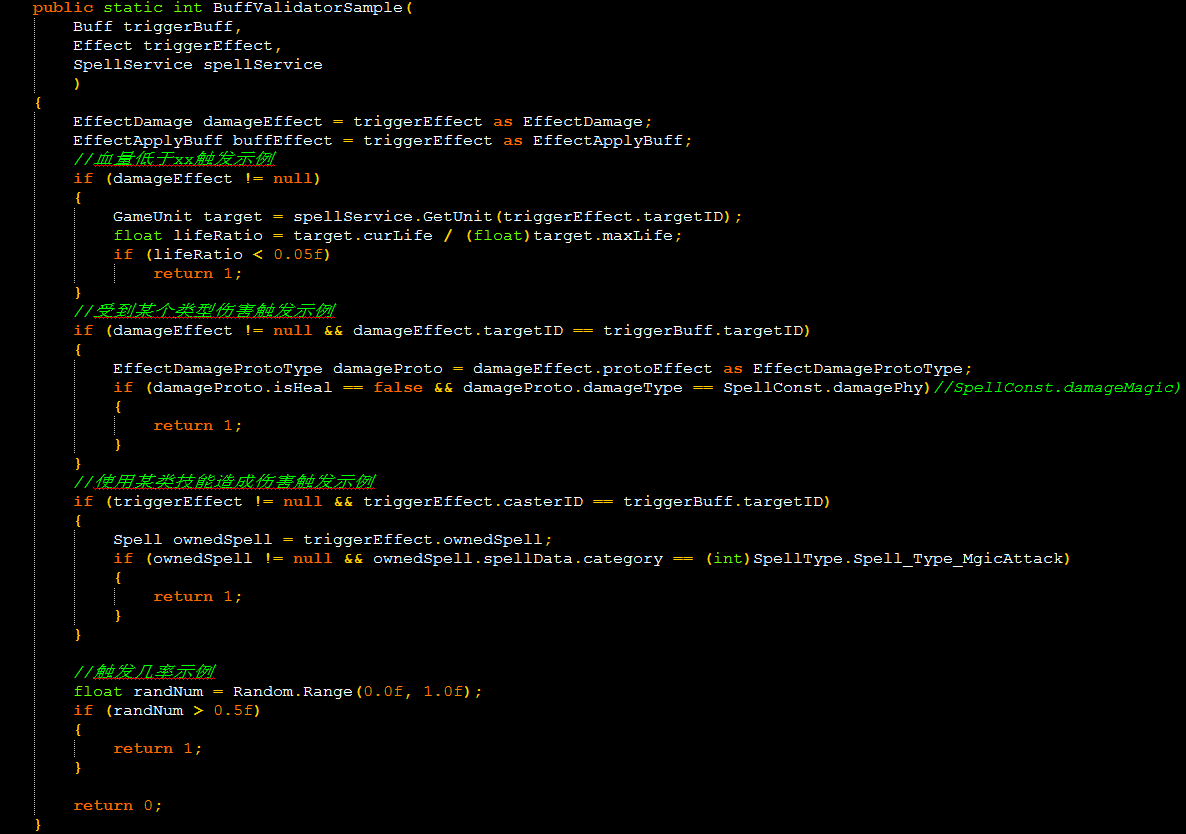 public static int BuffValidatorSample(
Buff triggerBuff,
Effect triggerEffect,
SpellService spellService
)
{
EffectDamage damageEffect = triggerEffect as EffectDamage;
EffectApplyBuff buffEffect = triggerEffect as EffectApplyBuff;
//血量低于xx触发示例
if (damageEffect != null)
{
GameUnit target = spellService.GetUnit(triggerEffect.targetID);
float lifeRatio = target.curLife / (float)target.maxLife;
if (lifeRatio < 0.05f)
return 1;
}
//受到某个类型伤害触发示例
if (damageEffect != null && damageEffect.targetID == triggerBuff.targetID)
{
EffectDamageProtoType damageProto = damageEffect.protoEffect as EffectDamageProtoType;
if (damageProto.isHeal == false && damageProto.damageType == SpellConst.damagePhy)//SpellConst.damageMagic)
{
return 1;
}
}
//使用某类技能造成伤害触发示例
if (triggerEffect != null && triggerEffect.casterID == triggerBuff.targetID)
{
Spell ownedSpell = triggerEffect.ownedSpell;
if (ownedSpell != null && ownedSpell.spellData.category == (int)SpellType.Spell_Type_MgicAttack)
{
return 1;
}
}
//触发几率示例
float randNum = Random.Range(0.0f, 1.0f);
if (randNum > 0.5f)
{
return 1;
}
return 0;
}